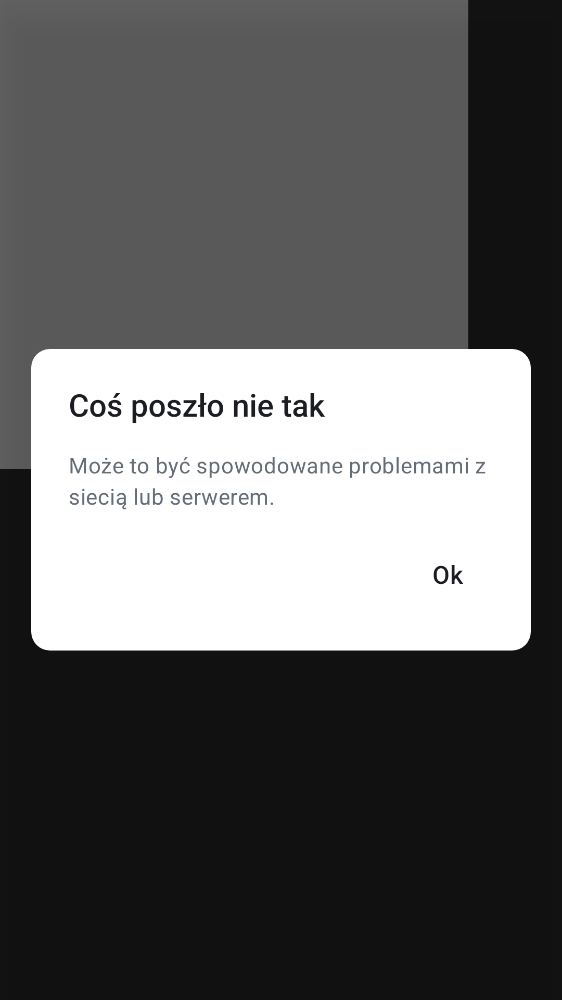 Coś poszło nie tak
Może to być spowodowane problemami z
siecią lub serwerem.
Ok